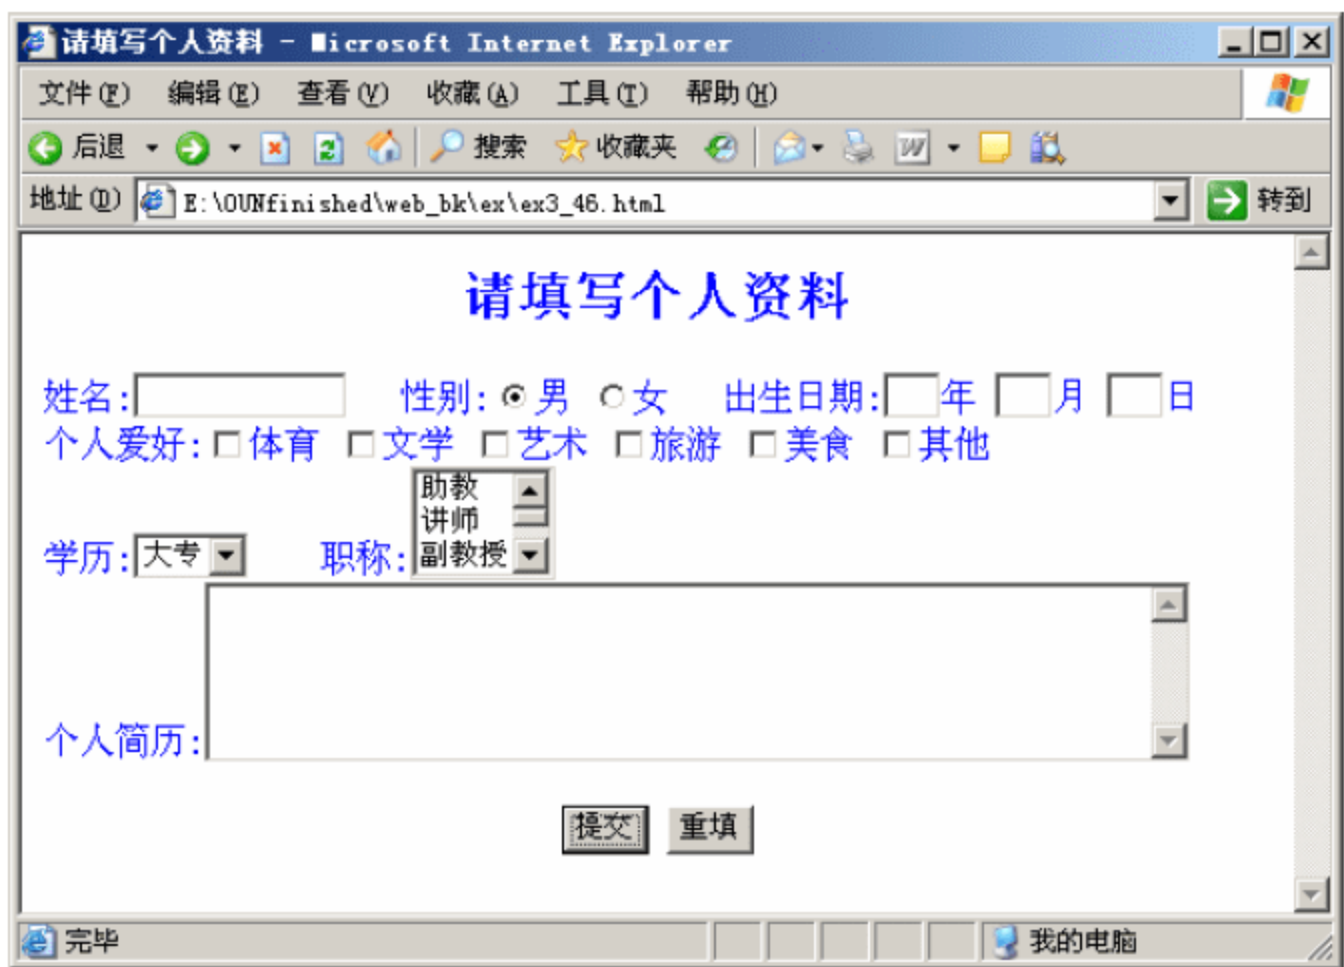 请填写个人资料 - Microsoft Internet Explorer
文件(F) 编辑(E) 查看(V) 收藏(A) 工具(T) 帮助(H)
后退 搜索 收藏夹
地址(D) E:\OUNfinished\web_bk\ex\ex3_46.html 转到
请填写个人资料
姓名: 性别: 男 女 出生日期: 年 月 日
个人爱好: 体育 文学 艺术 旅游 美食 其他
助教
讲师
学历: 大专 职称: 副教授
个人简历:
提交 重填
完毕 我的电脑